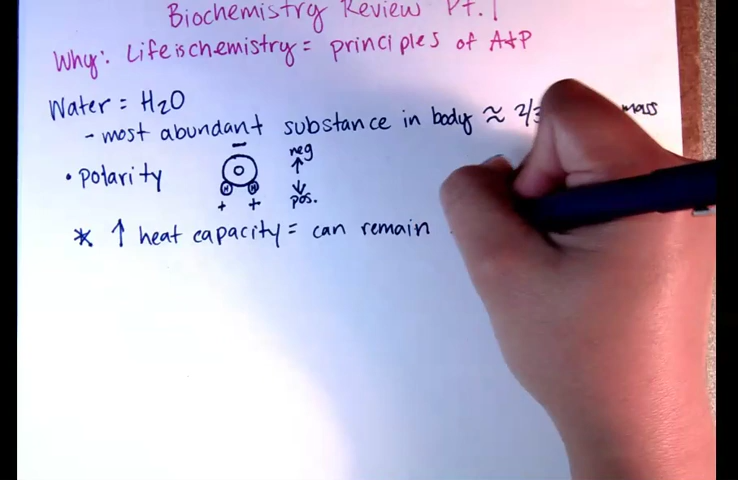 Biochemistry Review Pt. 1
Why: Life is chemistry = principles of A+P
Water = H2O
- most abundant substance in body ≈ 2/3 mass
• polarity
−
O
H H
+ +
neg
↑
↓
pos.
* ↑ heat capacity = can remain